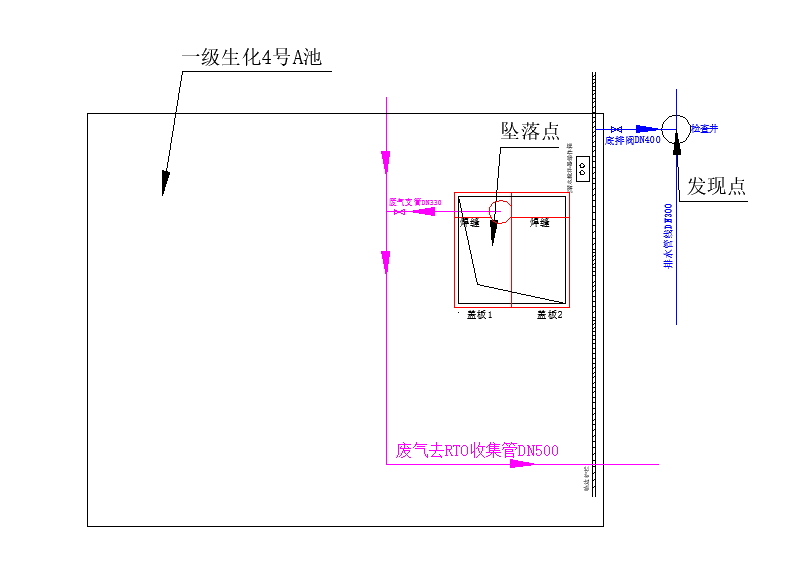 一级生化4号A池
坠落点
检查井
底排阀DN400
发现点
废气支管DN330
焊缝
焊缝
排水管线DN300
盖板1
盖板2
废气去RTO收集管DN500